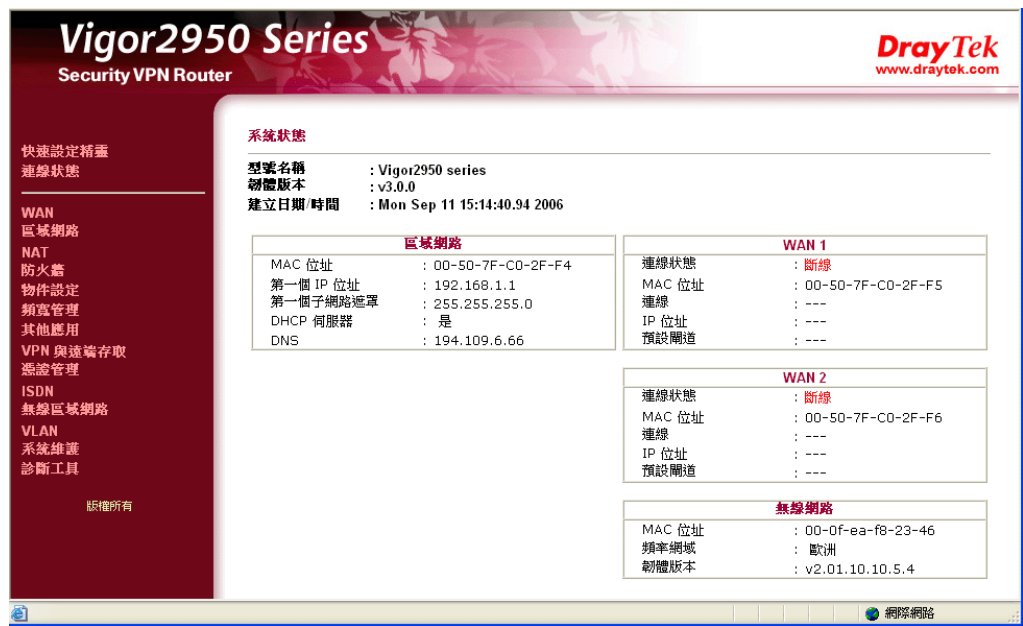 Vigor2950 Series
Security VPN Router
DrayTek
www.draytek.com
快速設定精靈
連線狀態
WAN
區域網路
NAT
防火牆
物件設定
頻寬管理
其他應用
VPN 與遠端存取
憑證管理
ISDN
無線區域網路
VLAN
系統維護
診斷工具
版權所有
系統狀態
型號名稱 : Vigor2950 series
韌體版本 : v3.0.0
建立日期/時間 : Mon Sep 11 15:14:40.94 2006
區域網路
MAC 位址 : 00-50-7F-C0-2F-F4
第一個 IP 位址 : 192.168.1.1
第一個子網路遮罩 : 255.255.255.0
DHCP 伺服器 : 是
DNS : 194.109.6.66
WAN 1
連線狀態 : 斷線
MAC 位址 : 00-50-7F-C0-2F-F5
連線 : ---
IP 位址 : ---
預設閘道 : ---
WAN 2
連線狀態 : 斷線
MAC 位址 : 00-50-7F-C0-2F-F6
連線 : ---
IP 位址 : ---
預設閘道 : ---
無線網路
MAC 位址 : 00-0f-ea-f8-23-46
頻率網域 : 歐洲
韌體版本 : v2.01.10.10.5.4
網際網路